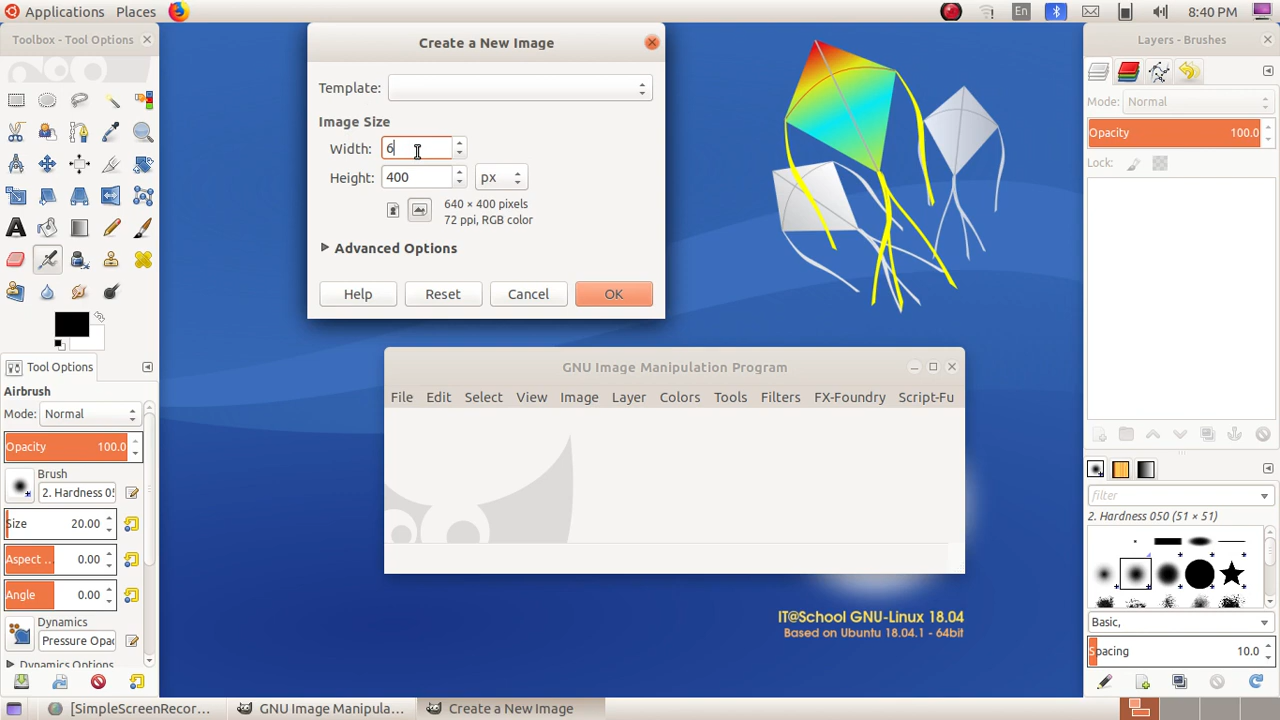 Applications Places En 8:40 PM
Toolbox - Tool Options
Create a New Image
Layers - Brushes
Template:
Image Size
Width: 6
Height: 400 px
640 × 400 pixels
72 ppi, RGB color
Advanced Options
Help Reset Cancel OK
Mode: Normal
Opacity 100.0
Lock:
Tool Options
Airbrush
Mode: Normal
Opacity 100.0
Brush
2. Hardness 0
Size 20.00
Aspect ... 0.00
Angle 0.00
Dynamics
Pressure Opac
Dynamics Options
GNU Image Manipulation Program
File Edit Select View Image Layer Colors Tools Filters FX-Foundry Script-Fu
filter
2. Hardness 050 (51 × 51)
Basic,
Spacing 10.0
IT@School GNU-Linux 18.04
Based on Ubuntu 18.04.1 - 64bit
[SimpleScreenRecor... GNU Image Manipula... Create a New Image